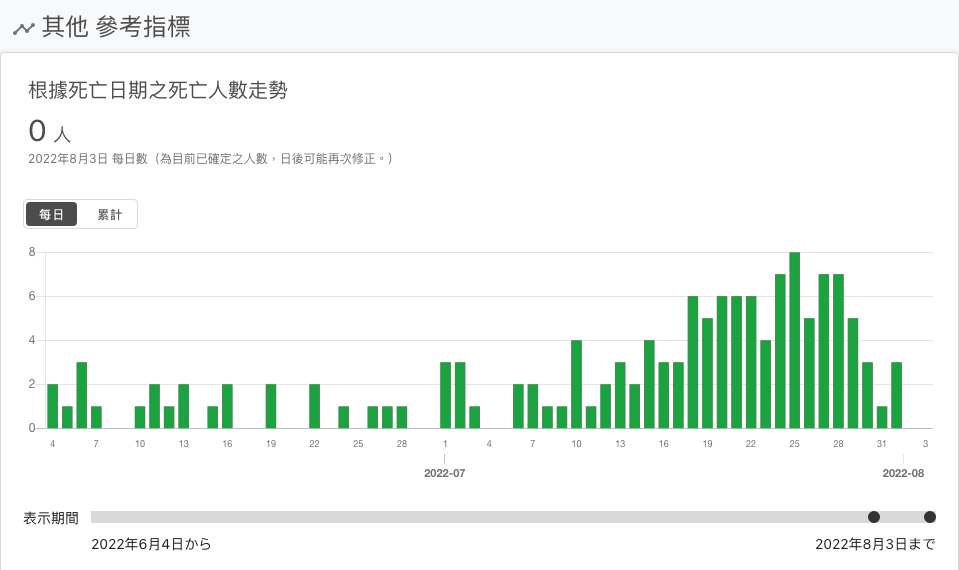 其他 參考指標
根據死亡日期之死亡人數走勢
0 人
2022年8月3日 每日數（為目前已確定之人數，日後可能再次修正。）
每日 累計
8
6
4
2
0
4 7 10 13 16 19 22 25 28 1 4 7 10 13 16 19 22 25 28 31 3
2022-07 2022-08
表示期間
2022年6月4日から 2022年8月3日まで